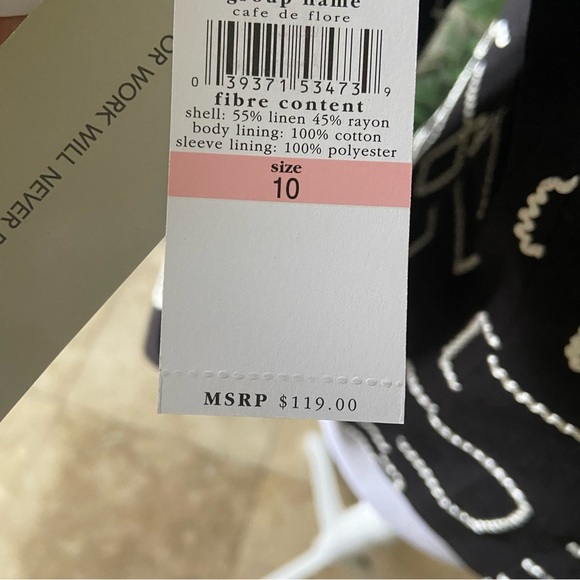 group name
cafe de flore
0 39371 53473 9
fibre content
shell: 55% linen 45% rayon
body lining: 100% cotton
sleeve lining: 100% polyester
size
10
MSRP $119.00
OR WORK WILL NEVER